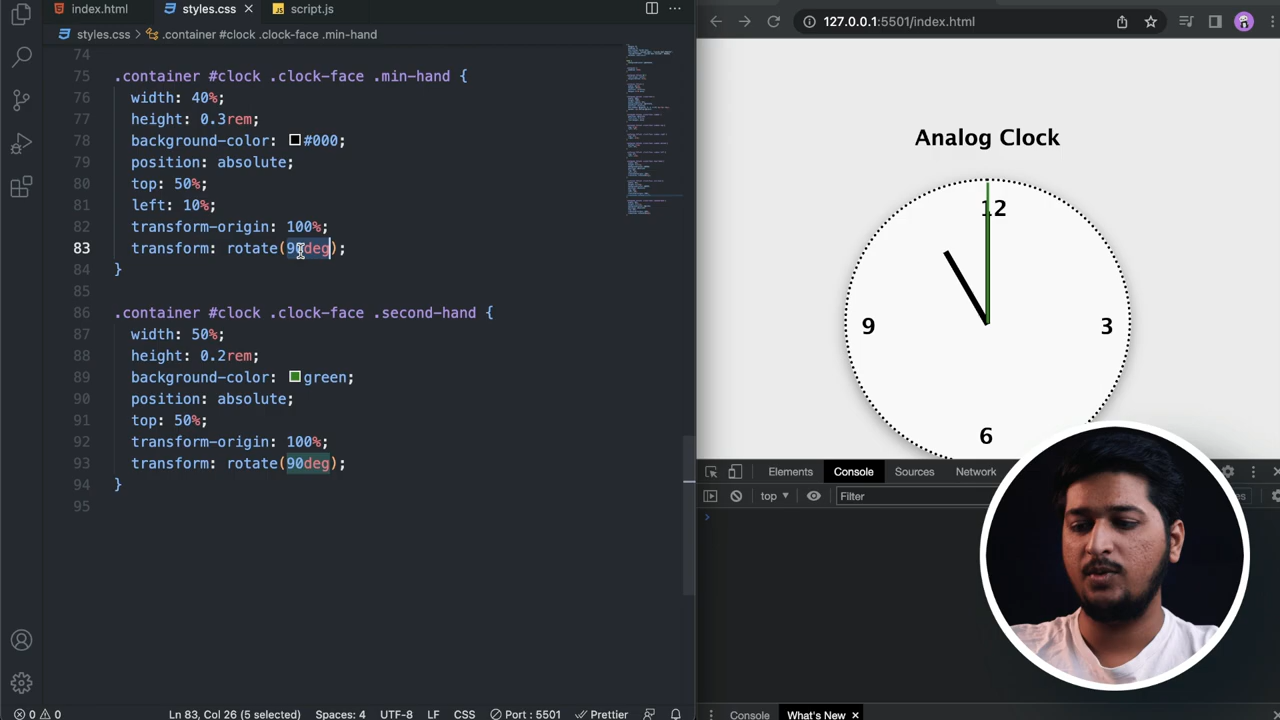 index.html
styles.css
script.js
styles.css > .container #clock .clock-face .min-hand
74
75 .container #clock .clock-face .min-hand {
76 width: 40%;
77 height: 0.3rem;
78 background-color: #000;
79 position: absolute;
80 top: 50%;
81 left: 10%;
82 transform-origin: 100%;
83 transform: rotate(90deg);
84 }
85
86 .container #clock .clock-face .second-hand {
87 width: 50%;
88 height: 0.2rem;
89 background-color: green;
90 position: absolute;
91 top: 50%;
92 transform-origin: 100%;
93 transform: rotate(90deg);
94 }
95
0 0 Ln 83, Col 26 (5 selected) Spaces: 4 UTF-8 LF CSS Port : 5501 Prettier
127.0.0.1:5501/index.html
Analog Clock
12
9
3
6
Elements Console Sources Network
top Filter
Console What's New